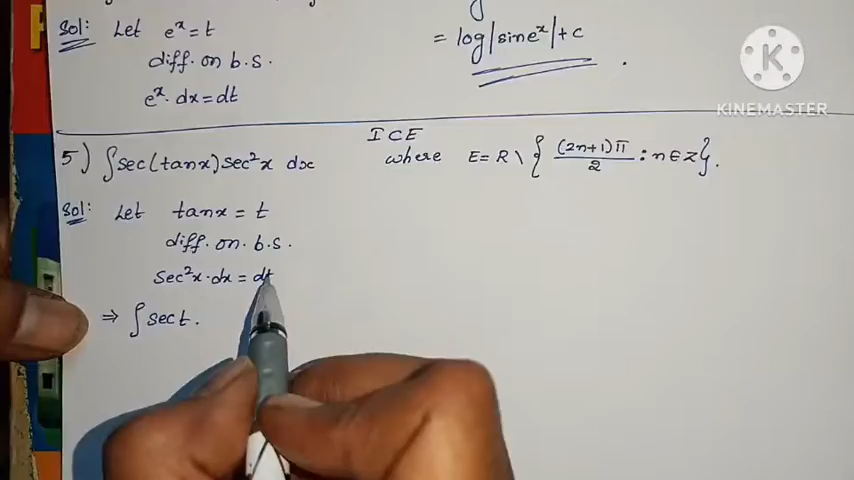 Sol: Let eˣ = t
diff. on b.s.
eˣ. dx = dt
= log|sin eˣ| + c
5) ∫sec(tanx)sec²x dx ICE where E = R \ { (2n+1)π / 2 : n ∈ Z }.
Sol: Let tanx = t
diff. on. b.s.
sec²x.dx = dt
⇒ ∫sect.
KINEMASTER